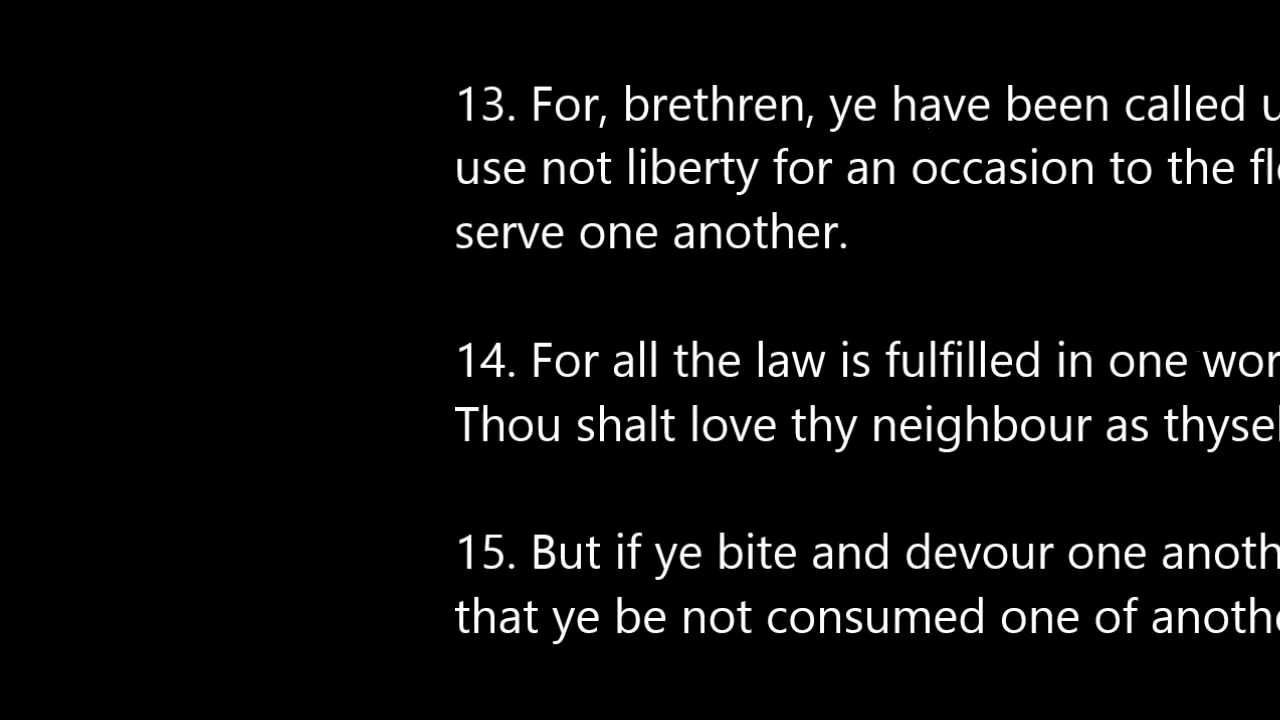 13. For, brethren, ye have been called
use not liberty for an occasion to the
serve one another.
14. For all the law is fulfilled in one
Thou shalt love thy neighbour as
15. But if ye bite and devour one
that ye be not consumed one of